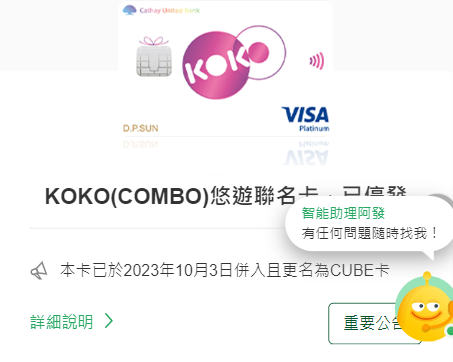 Cathay United Bank
KOKO
VISA
Platinum
D.P.SUN
KOKO(COMBO)悠遊聯名卡，已停發
智能助理阿發
有任何問題隨時找我！
本卡已於2023年10月3日併入且更名為CUBE卡
詳細說明
重要公告